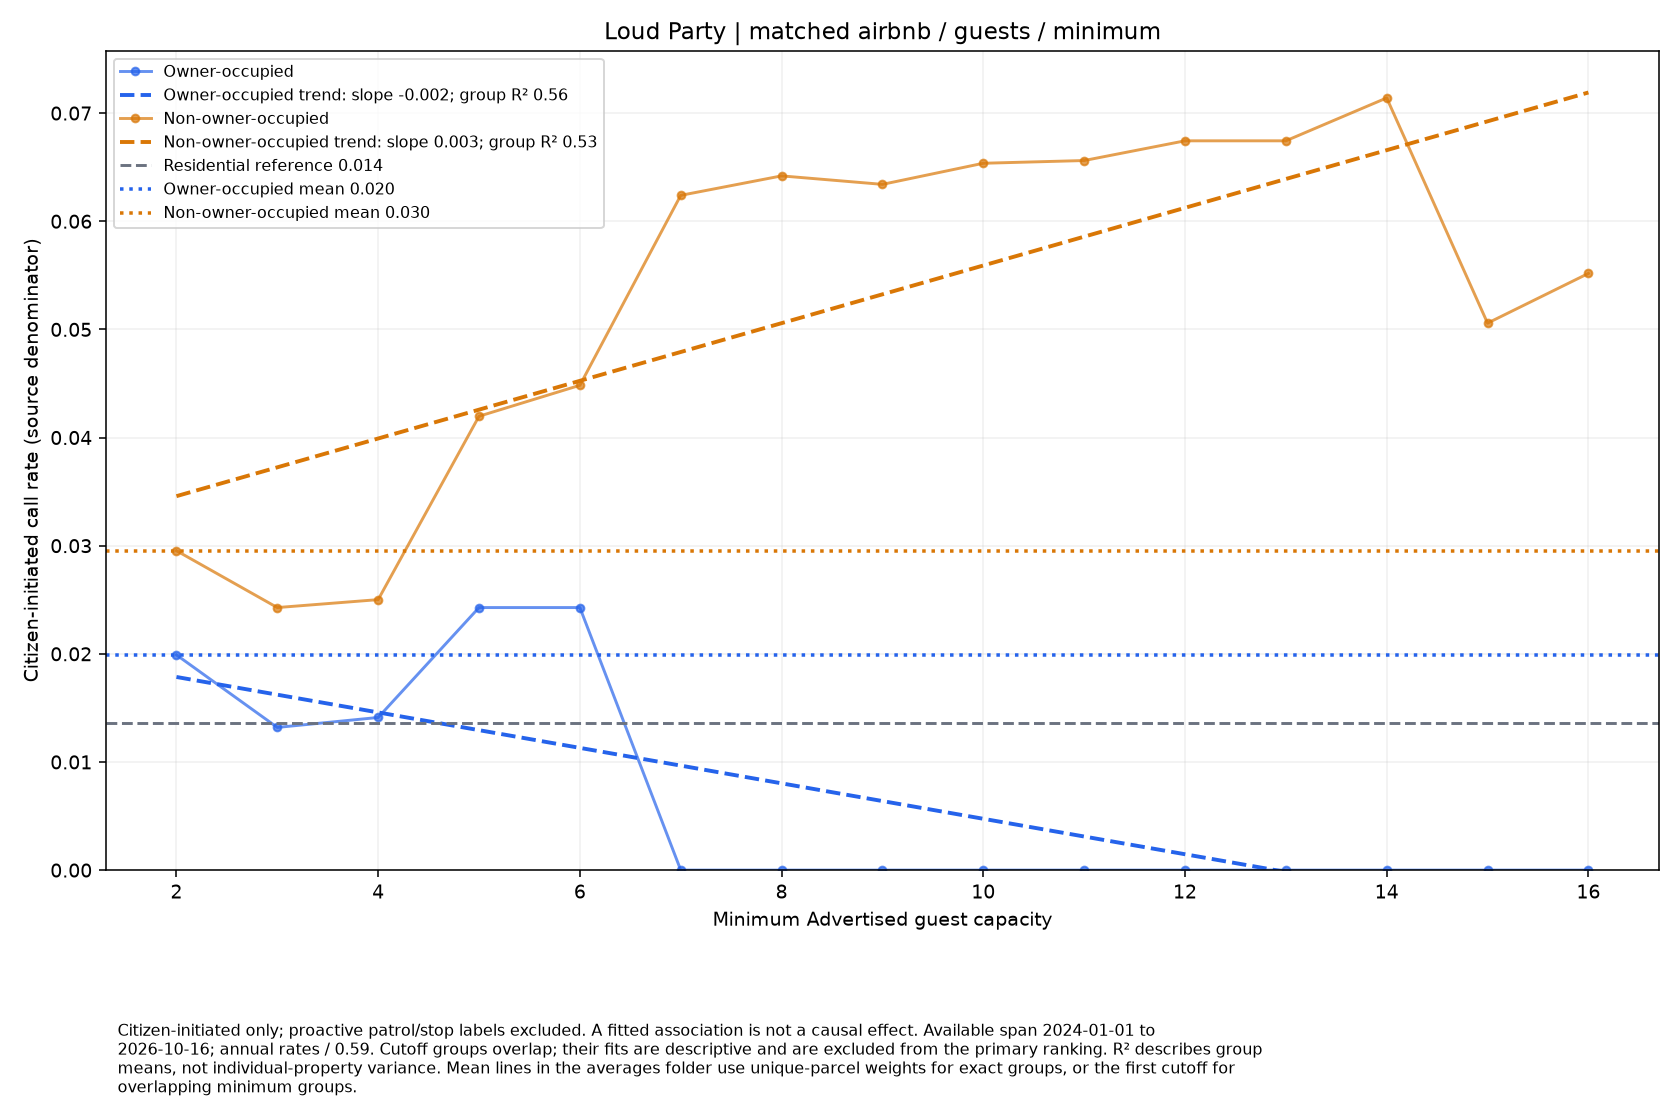 Loud Party | matched airbnb / guests / minimum
Owner-occupied
Owner-occupied trend: slope -0.002; group R² 0.56
Non-owner-occupied
Non-owner-occupied trend: slope 0.003; group R² 0.53
Residential reference 0.014
Owner-occupied mean 0.020
Non-owner-occupied mean 0.030
Citizen-initiated call rate (source denominator)
0.07
0.06
0.05
0.04
0.03
0.02
0.01
0.00
2 4 6 8 10 12 14 16
Minimum Advertised guest capacity
Citizen-initiated only; proactive patrol/stop labels excluded. A fitted association is not a causal effect. Available span 2024-01-01 to
2026-10-16; annual rates / 0.59. Cutoff groups overlap; their fits are descriptive and are excluded from the primary ranking. R² describes group
means, not individual-property variance. Mean lines in the averages folder use unique-parcel weights for exact groups, or the first cutoff for
overlapping minimum groups.